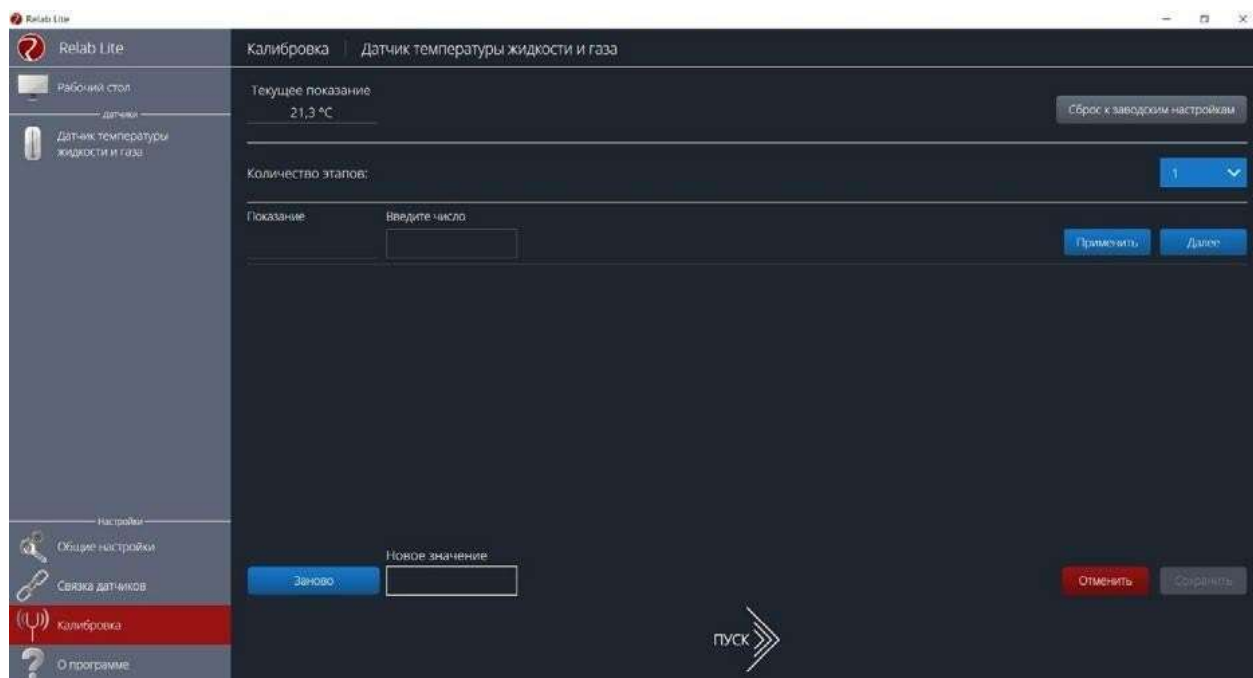 Relab Lite
Relab Lite
Калибровка
Датчик температуры жидкости и газа
Рабочий стол
Датчики
Датчик температуры
жидкости и газа
Текущее показание
21,3 °C
Сброс к заводским настройкам
Количество этапов:
1
Показание
Введите число
Применить
Далее
Настройки
Общие настройки
Связка датчиков
Калибровка
О программе
Новое значение
Заново
Отменить
Сохранить
ПУСК